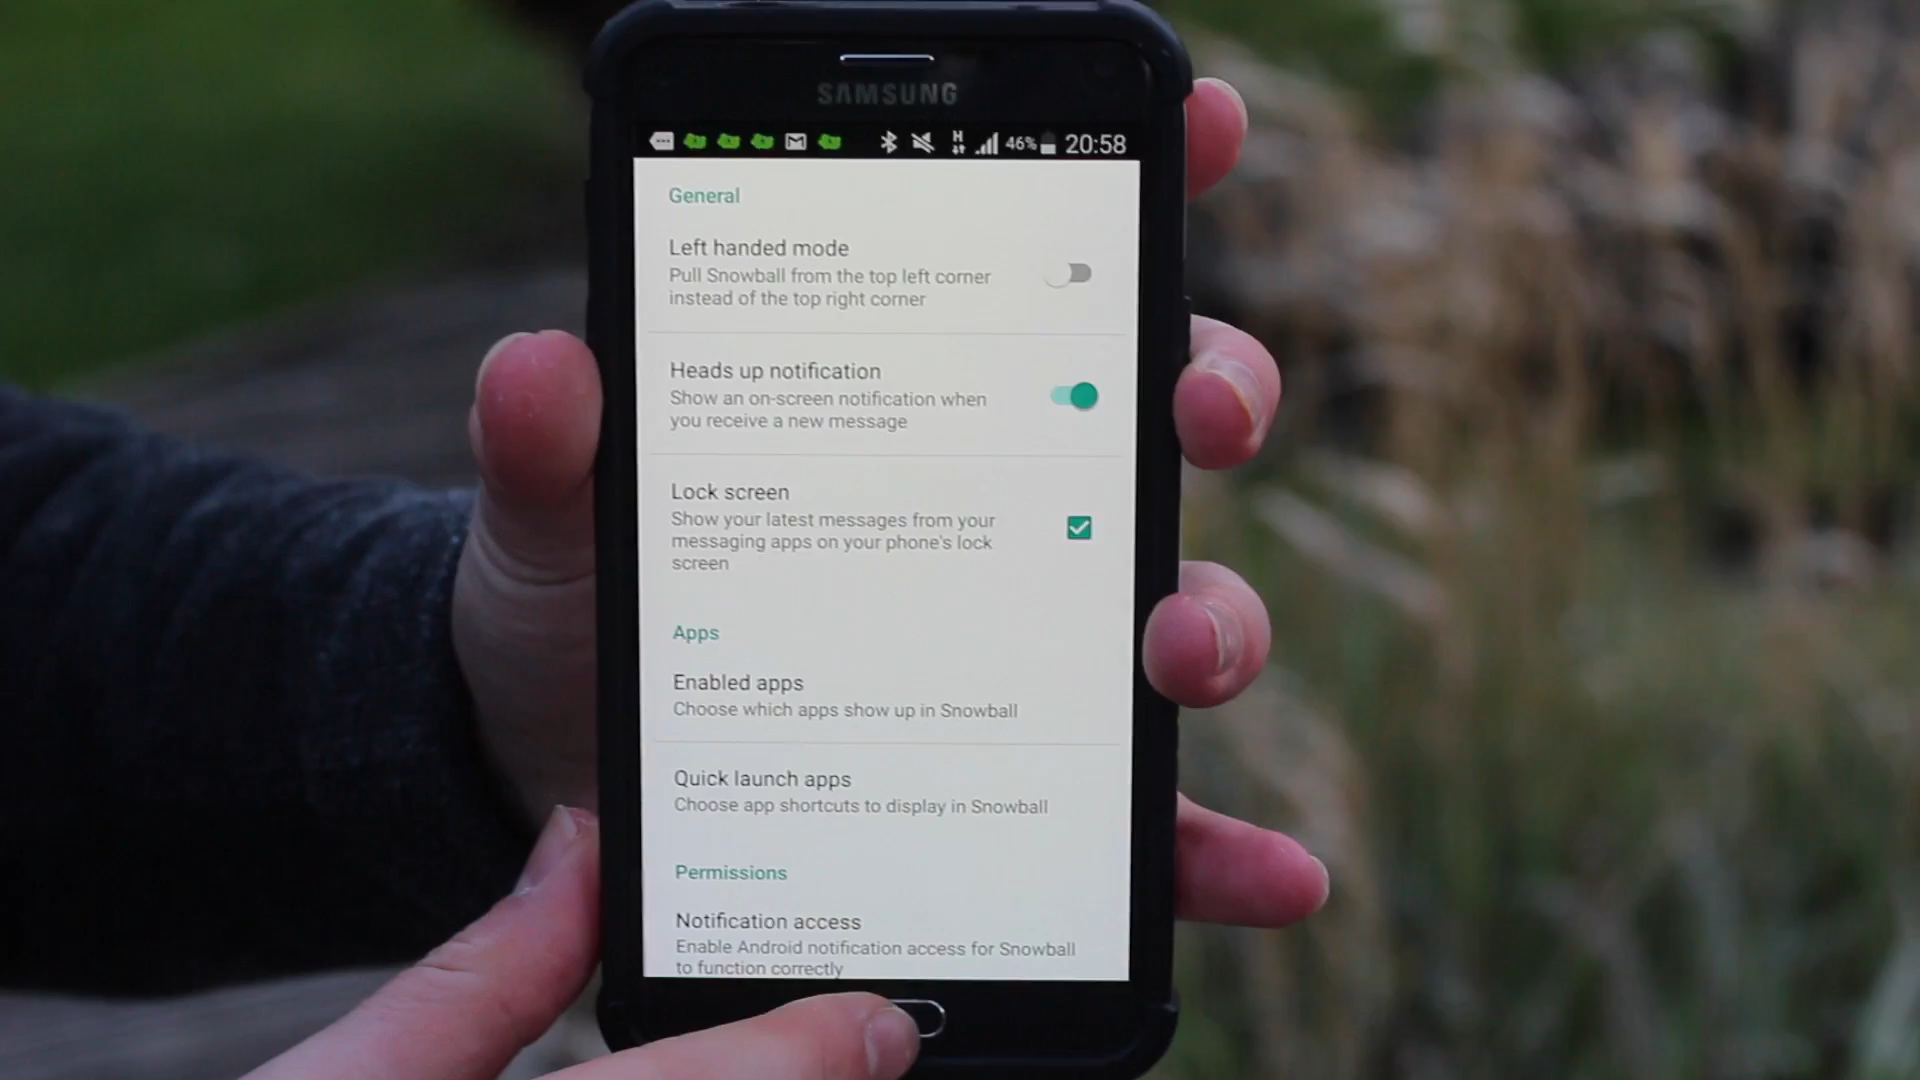 SAMSUNG
46% 20:58
General
Left handed mode
Pull Snowball from the top left corner
instead of the top right corner
Heads up notification
Show an on-screen notification when
you receive a new message
Lock screen
Show your latest messages from your
messaging apps on your phone's lock
screen
Apps
Enabled apps
Choose which apps show up in Snowball
Quick launch apps
Choose app shortcuts to display in Snowball
Permissions
Notification access
Enable Android notification access for Snowball
to function correctly